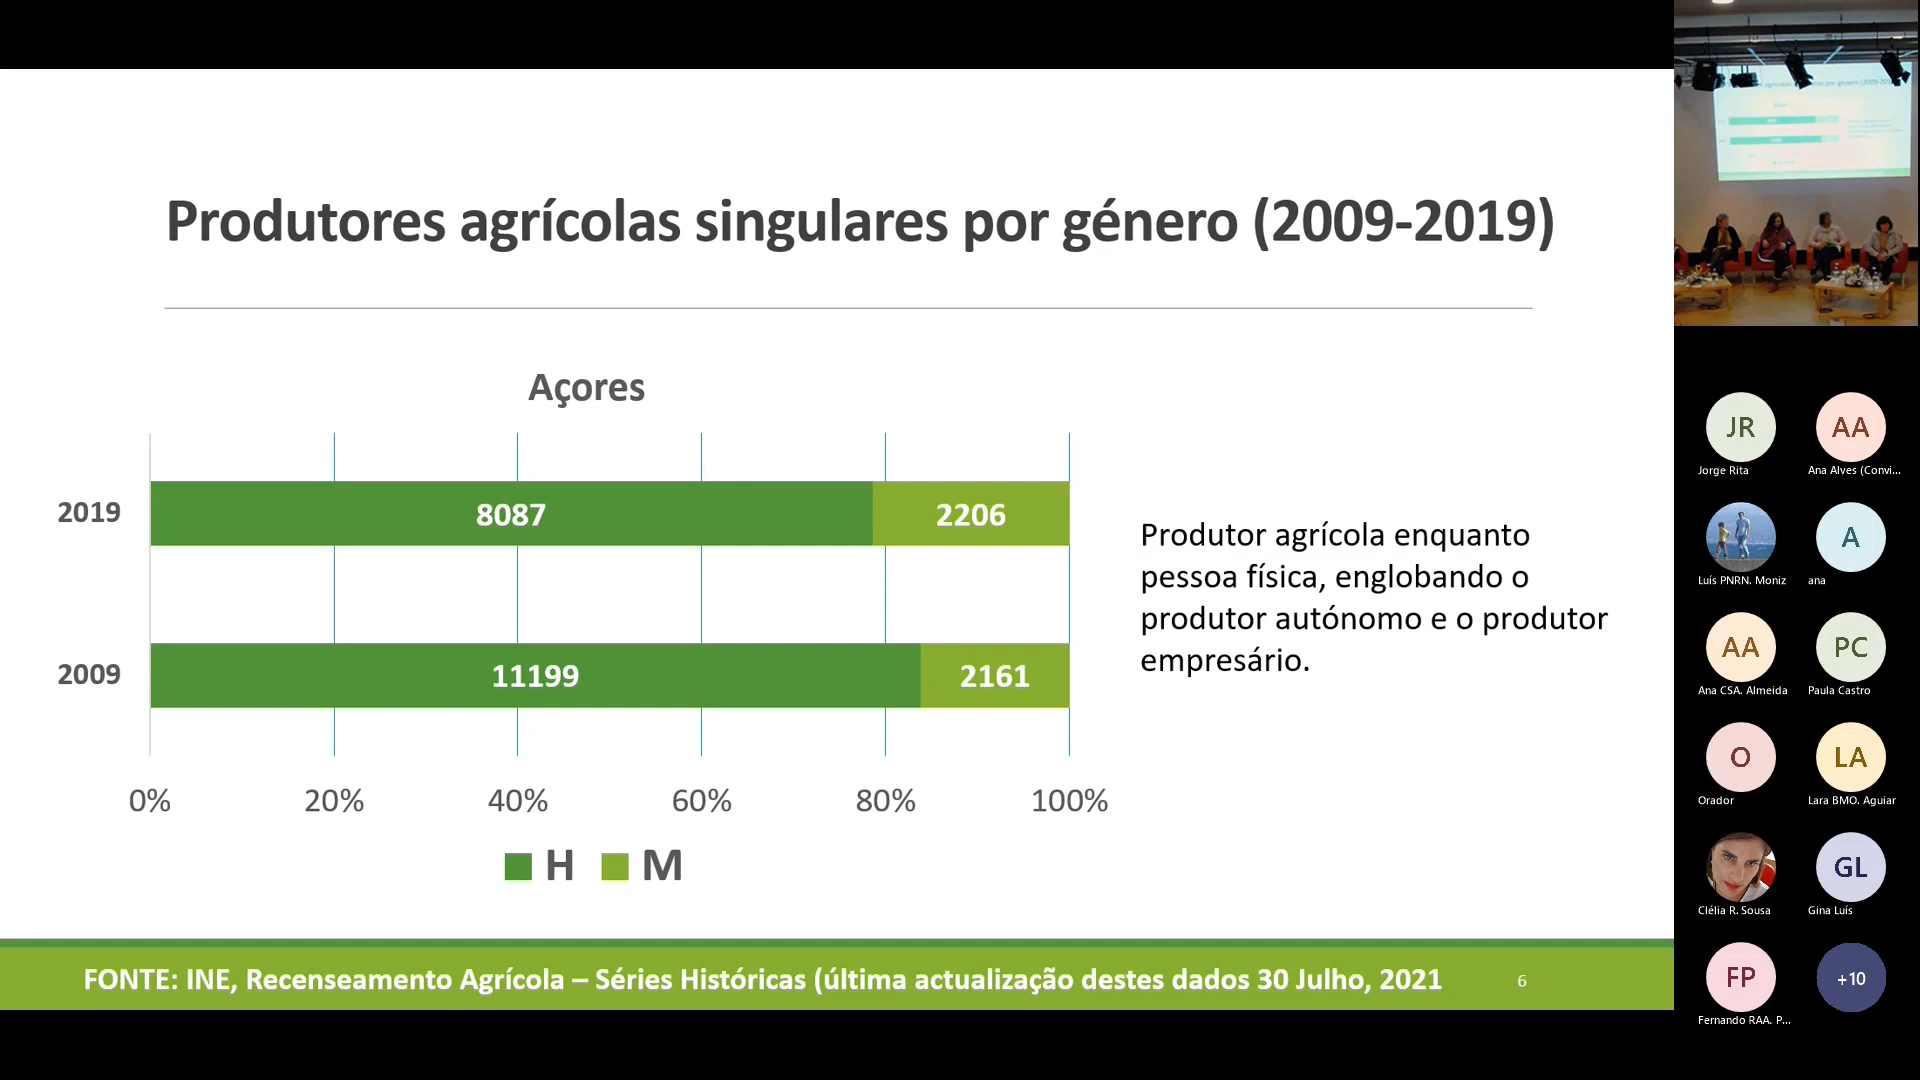 Produtores agrícolas singulares por género (2009-2019)
Açores
2019
8087
2206
2009
11199
2161
0%
20%
40%
60%
80%
100%
H
M
Produtor agrícola enquanto
pessoa física, englobando o
produtor autónomo e o produtor
empresário.
FONTE: INE, Recenseamento Agrícola – Séries Históricas (última actualização destes dados 30 Julho, 2021
6
JR
Jorge Rita
AA
Ana Alves (Convi...
Luís PNRN. Moniz
A
ana
AA
Ana CSA. Almeida
PC
Paula Castro
O
Orador
LA
Lara BMO. Aguiar
Clélia R. Sousa
GL
Gina Luís
FP
Fernando RAA. P...
+10